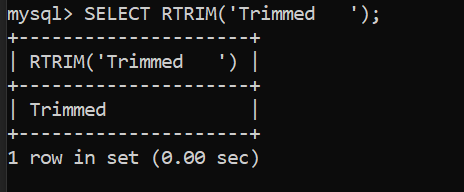 mysql> SELECT RTRIM('Trimmed   ');
+---------------------+
| RTRIM('Trimmed   ') |
+---------------------+
| Trimmed             |
+---------------------+
1 row in set (0.00 sec)